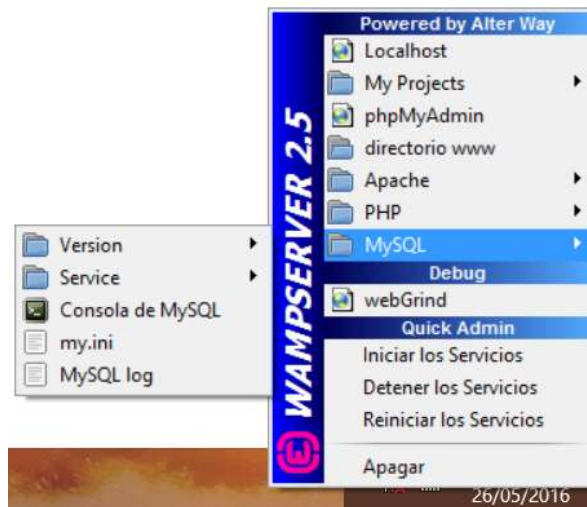 Powered by Alter Way
Localhost
My Projects
phpMyAdmin
directorio www
Apache
PHP
MySQL
Debug
webGrind
Quick Admin
Iniciar los Servicios
Detener los Servicios
Reiniciar los Servicios
Apagar
WAMPSERVER 2.5
Version
Service
Consola de MySQL
my.ini
MySQL log
26/05/2016